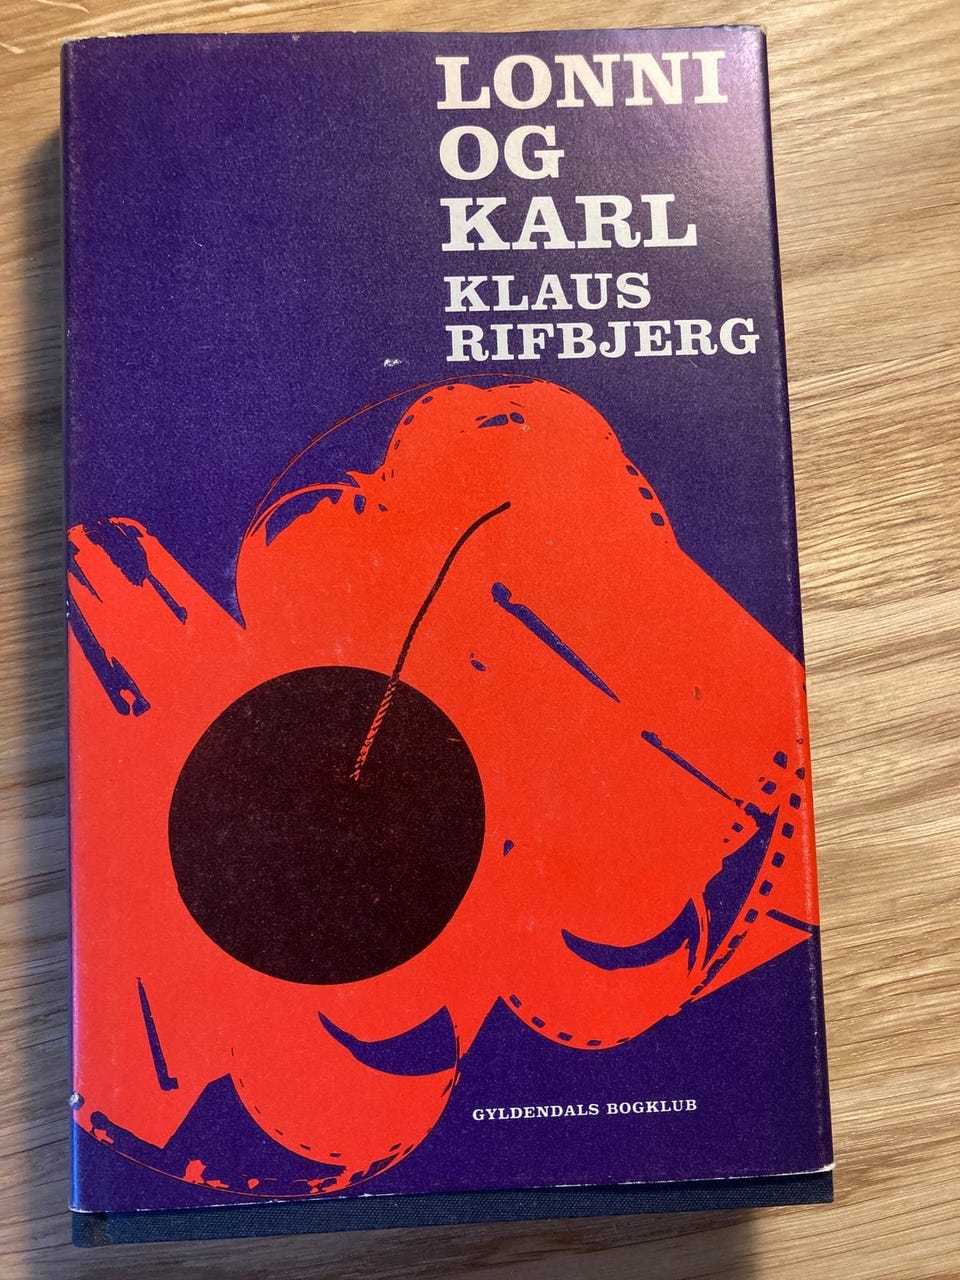 LONNI
OG
KARL
KLAUS
RIFBJERG
GYLDENDALS BOGKLUB